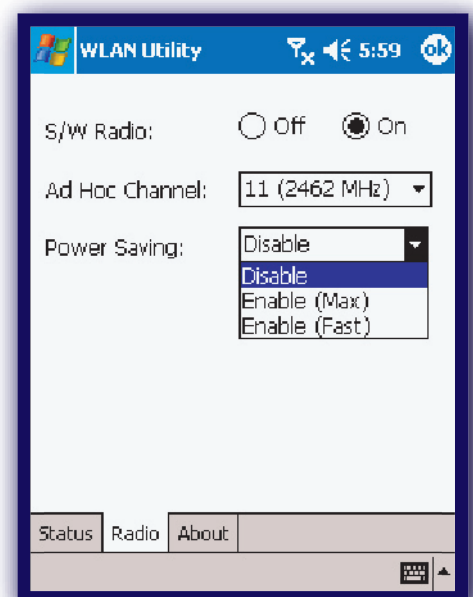 WLAN Utility 5:59 ok
S/W Radio: Off On
Ad Hoc Channel: 11 (2462 MHz)
Power Saving: Disable
Disable
Enable (Max)
Enable (Fast)
Status Radio About